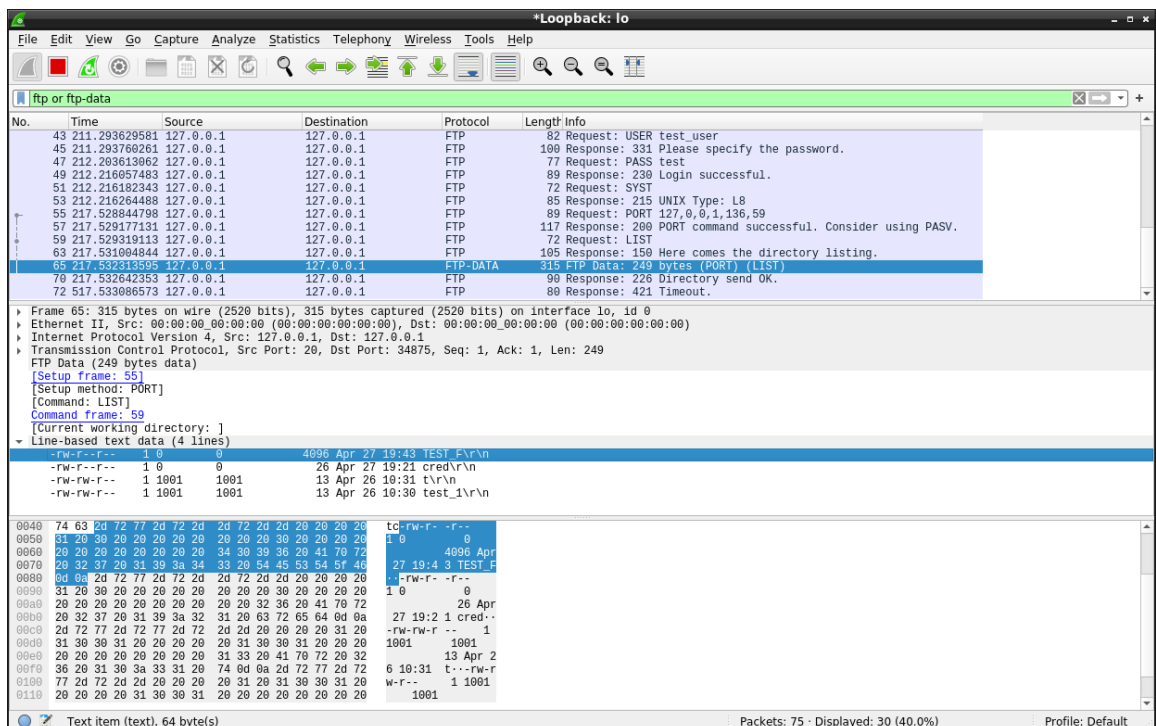 *Loopback: lo
File Edit View Go Capture Analyze Statistics Telephony Wireless Tools Help
ftp or ftp-data
No. Time Source Destination Protocol Length Info
43 211.293629581 127.0.0.1 127.0.0.1 FTP 82 Request: USER test_user
45 211.293760261 127.0.0.1 127.0.0.1 FTP 100 Response: 331 Please specify the password.
47 212.203613062 127.0.0.1 127.0.0.1 FTP 77 Request: PASS test
49 212.216057483 127.0.0.1 127.0.0.1 FTP 89 Response: 230 Login successful.
51 212.216182343 127.0.0.1 127.0.0.1 FTP 72 Request: SYST
53 212.216264488 127.0.0.1 127.0.0.1 FTP 85 Response: 215 UNIX Type: L8
55 217.528844798 127.0.0.1 127.0.0.1 FTP 89 Request: PORT 127,0,0,1,136,59
57 217.529177131 127.0.0.1 127.0.0.1 FTP 117 Response: 200 PORT command successful. Consider using PASV.
59 217.529319113 127.0.0.1 127.0.0.1 FTP 72 Request: LIST
63 217.531004844 127.0.0.1 127.0.0.1 FTP 105 Response: 150 Here comes the directory listing.
65 217.532313595 127.0.0.1 127.0.0.1 FTP-DATA 315 FTP Data: 249 bytes (PORT) (LIST)
70 217.532642353 127.0.0.1 127.0.0.1 FTP 90 Response: 226 Directory send OK.
72 517.533086573 127.0.0.1 127.0.0.1 FTP 80 Response: 421 Timeout.
Frame 65: 315 bytes on wire (2520 bits), 315 bytes captured (2520 bits) on interface lo, id 0
Ethernet II, Src: 00:00:00_00:00:00 (00:00:00:00:00:00), Dst: 00:00:00_00:00:00 (00:00:00:00:00:00)
Internet Protocol Version 4, Src: 127.0.0.1, Dst: 127.0.0.1
Transmission Control Protocol, Src Port: 20, Dst Port: 34875, Seq: 1, Ack: 1, Len: 249
FTP Data (249 bytes data)
[Setup frame: 55]
[Setup method: PORT]
[Command: LIST]
Command frame: 59
[Current working directory: ]
Line-based text data (4 lines)
-rw-r--r-- 1 0 0 4096 Apr 27 19:43 TEST_F\r\n
-rw-r--r-- 1 0 0 26 Apr 27 19:21 cred\r\n
-rw-rw-r-- 1 1001 1001 13 Apr 26 10:31 t\r\n
-rw-rw-r-- 1 1001 1001 13 Apr 26 10:30 test_1\r\n
0040 74 63 2d 72 77 2d 72 2d 2d 72 2d 2d 20 20 20 20 tc-rw-r- -r--
0050 31 20 30 20 20 20 20 20 20 20 20 30 20 20 20 20 1 0 0
0060 20 20 20 20 20 20 20 20 34 30 39 36 20 41 70 72 4096 Apr
0070 20 32 37 20 31 39 3a 34 33 20 54 45 53 54 5f 46 27 19:4 3 TEST_F
0080 0d 0a 2d 72 77 2d 72 2d 2d 72 2d 2d 20 20 20 20 ··-rw-r- -r--
0090 31 20 30 20 20 20 20 20 20 20 20 30 20 20 20 20 1 0 0
00a0 20 20 20 20 20 20 20 20 20 20 32 36 20 41 70 72 26 Apr
00b0 20 32 37 20 31 39 3a 32 31 20 63 72 65 64 0d 0a 27 19:2 1 cred··
00c0 2d 72 77 2d 72 77 2d 72 2d 2d 20 20 20 20 31 20 -rw-rw-r -- 1
00d0 31 30 30 31 20 20 20 20 20 31 30 30 31 20 20 20 1001 1001
00e0 20 20 20 20 20 20 20 20 31 33 20 41 70 72 20 32 13 Apr 2
00f0 36 20 31 30 3a 33 31 20 74 0d 0a 2d 72 77 2d 72 6 10:31 t··-rw-r
0100 77 2d 72 2d 2d 20 20 20 20 31 20 31 30 30 31 20 w-r-- 1 1001
0110 20 20 20 20 31 30 30 31 20 20 20 20 20 20 20 20 1001
Text item (text), 64 byte(s) Packets: 75 · Displayed: 30 (40.0%) Profile: Default